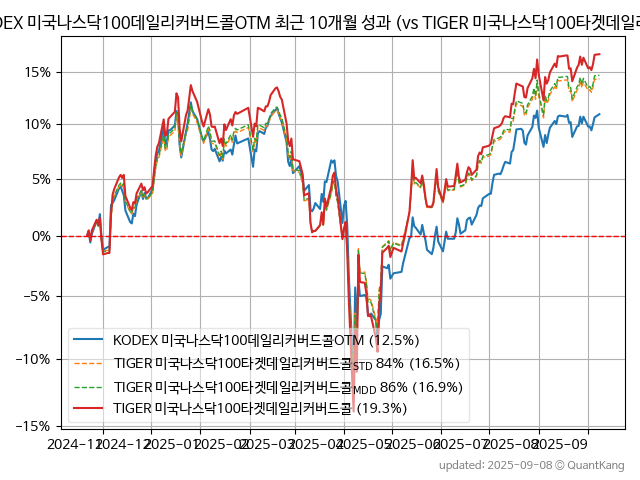 DEX 미국나스닥100데일리커버드콜OTM 최근 10개월 성과 (vs TIGER 미국나스닥100타겟데일리
15%
10%
5%
0%
−5%
−10%
−15%
KODEX 미국나스닥100데일리커버드콜OTM (12.5%)
TIGER 미국나스닥100타겟데일리커버드콜STD 84% (16.5%)
TIGER 미국나스닥100타겟데일리커버드콜MDD 86% (16.9%)
TIGER 미국나스닥100타겟데일리커버드콜 (19.3%)
2024-11 2024-12 2025-01 2025-02 2025-03 2025-04 2025-05 2025-06 2025-07 2025-08 2025-09
updated: 2025-09-08 © QuantKang